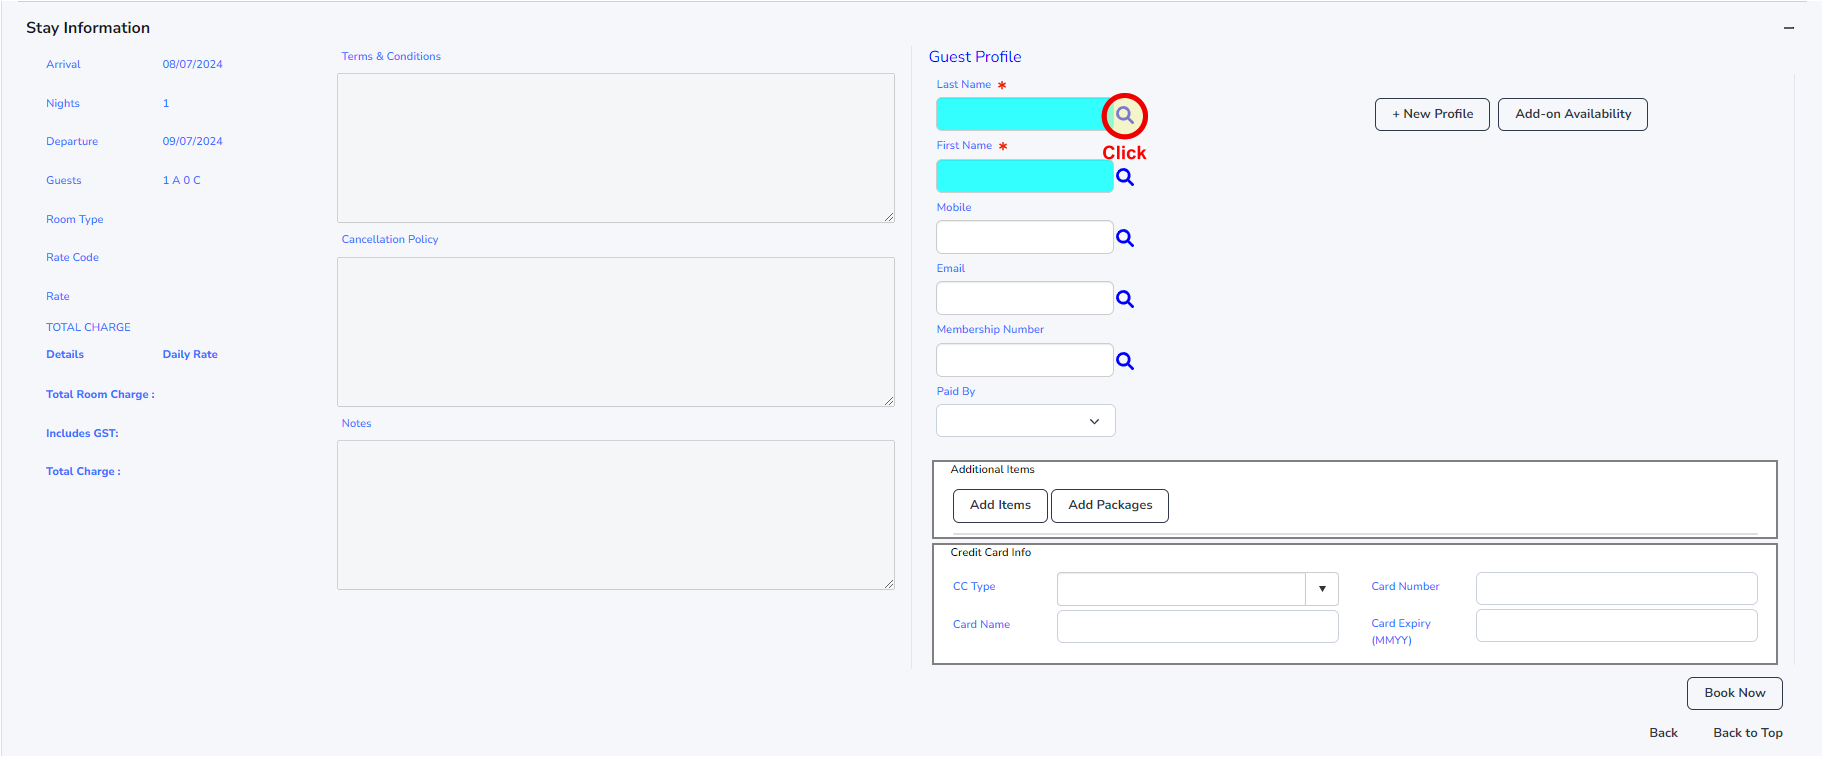 Stay Information
Arrival 08/07/2024
Nights 1
Departure 09/07/2024
Guests 1 A 0 C
Room Type
Rate Code
Rate
TOTAL CHARGE
Details Daily Rate
Total Room Charge :
Includes GST:
Total Charge :
Terms & Conditions
Cancellation Policy
Notes
Guest Profile
Last Name *
Click
+ New Profile Add-on Availability
First Name *
Mobile
Email
Membership Number
Paid By
Additional Items
Add Items Add Packages
Credit Card Info
CC Type Card Number
Card Name Card Expiry
(MMYY)
Book Now
Back Back to Top